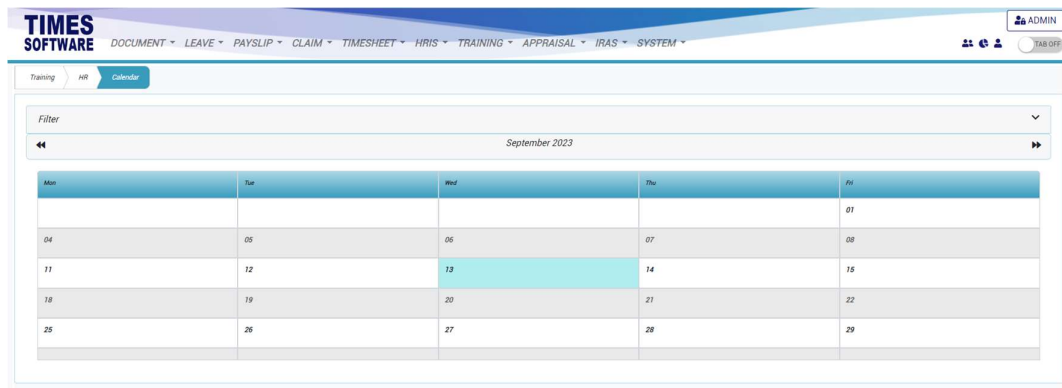 TIMES
SOFTWARE
ADMIN
DOCUMENT LEAVE PAYSLIP CLAIM TIMESHEET HRIS TRAINING APPRAISAL IRAS SYSTEM
TAB OFF
Training HR Calendar
Filter
September 2023
Mon Tue Wed Thu Fri
01
04 05 06 07 08
11 12 13 14 15
18 19 20 21 22
25 26 27 28 29